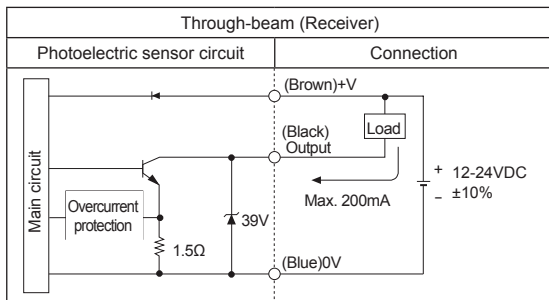 Through-beam (Receiver)
Photoelectric sensor circuit
Connection
(Brown)+V
(Black)
Output
Load
Main circuit
+ 12-24VDC
− ±10%
Max. 200mA
Overcurrent
protection
39V
1.5Ω
(Blue)0V